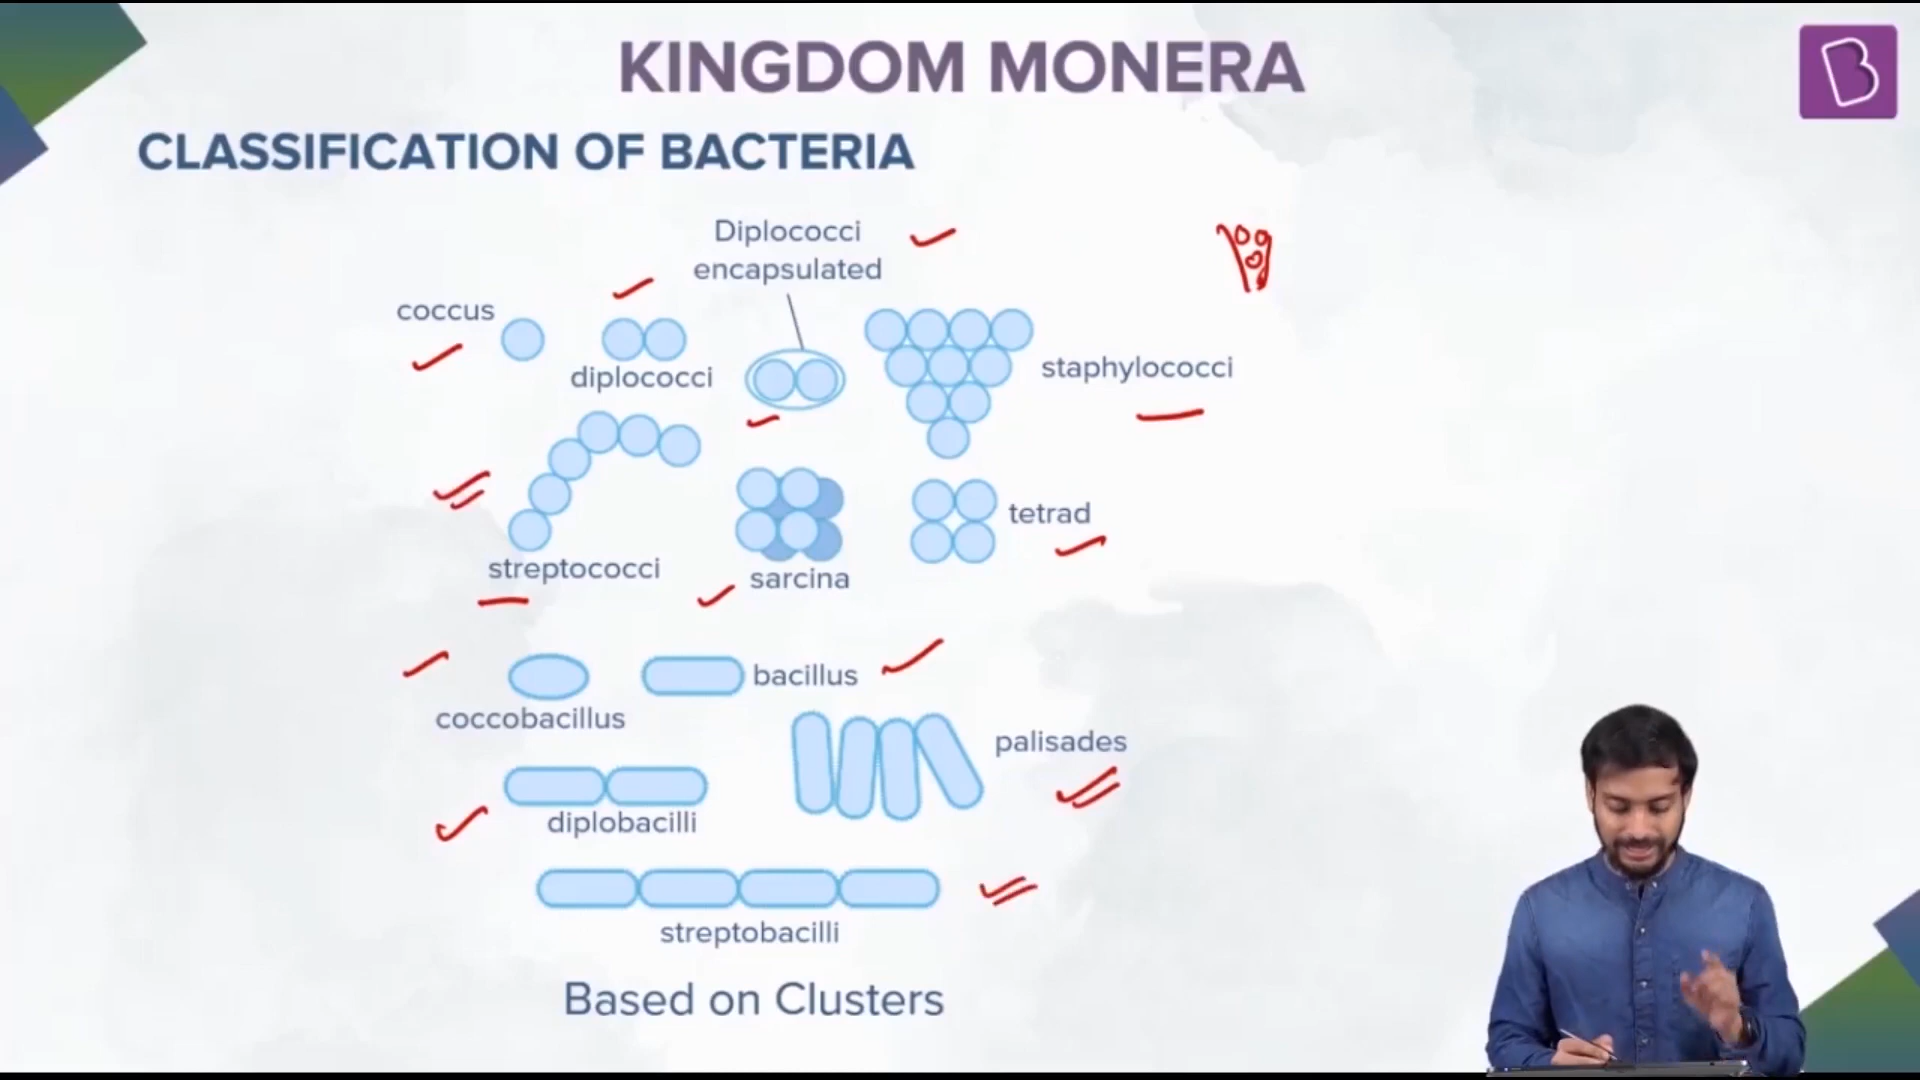 KINGDOM MONERA
B
CLASSIFICATION OF BACTERIA
Diplococci
encapsulated
coccus
diplococci
staphylococci
streptococci
sarcina
tetrad
coccobacillus
bacillus
palisades
diplobacilli
streptobacilli
Based on Clusters